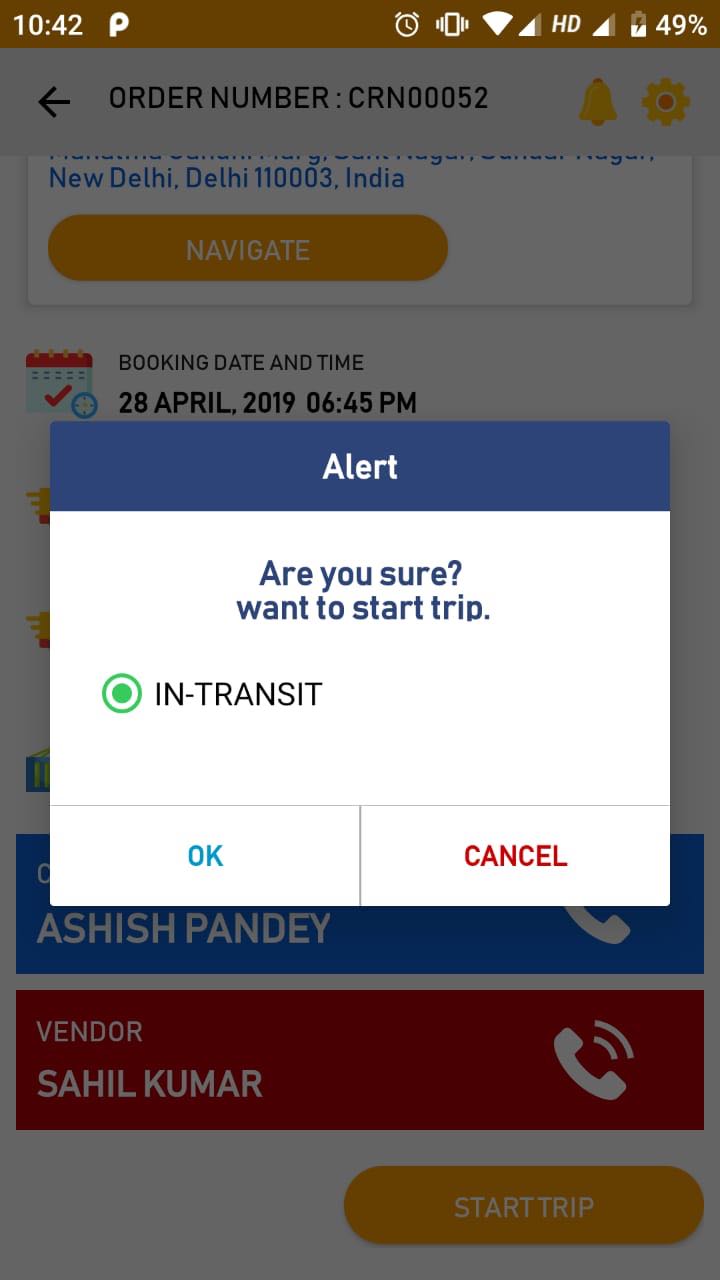 10:42
HD
49%
ORDER NUMBER : CRN00052
New Delhi, Delhi 110003, India
NAVIGATE
BOOKING DATE AND TIME
28 APRIL, 2019 06:45 PM
Alert
Are you sure?
want to start trip.
IN-TRANSIT
OK
CANCEL
ASHISH PANDEY
VENDOR
SAHIL KUMAR
START TRIP